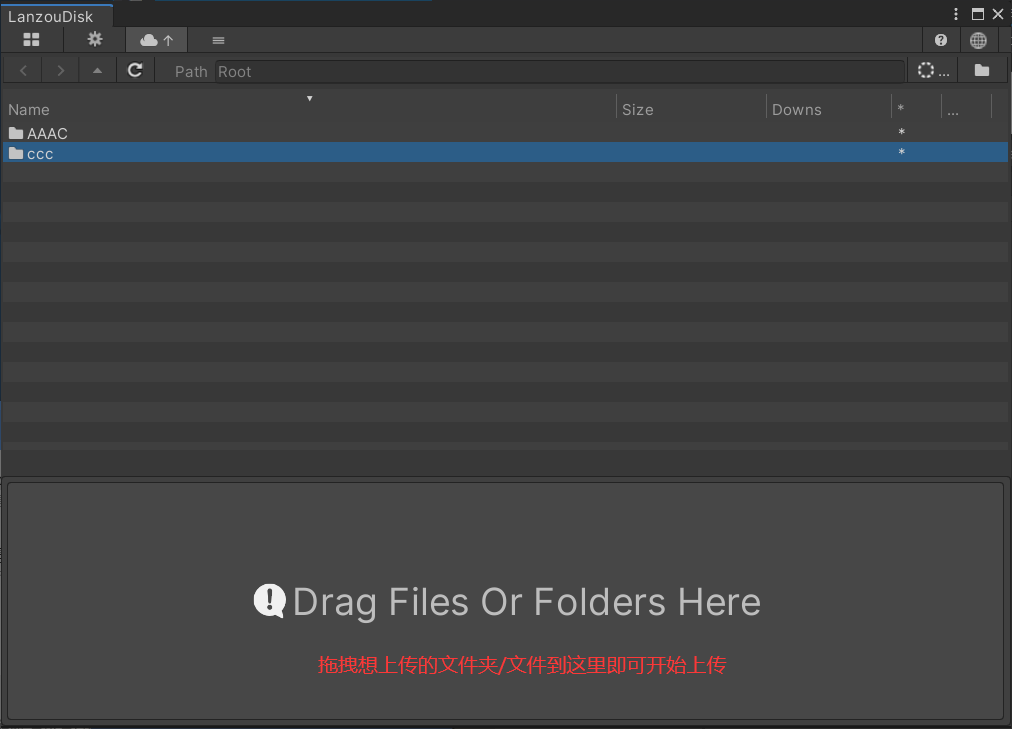 LanzouDisk
Path Root
Name Size Downs * ...
AAAC *
ccc *
Drag Files Or Folders Here
拖拽想上传的文件夹/文件到这里即可开始上传